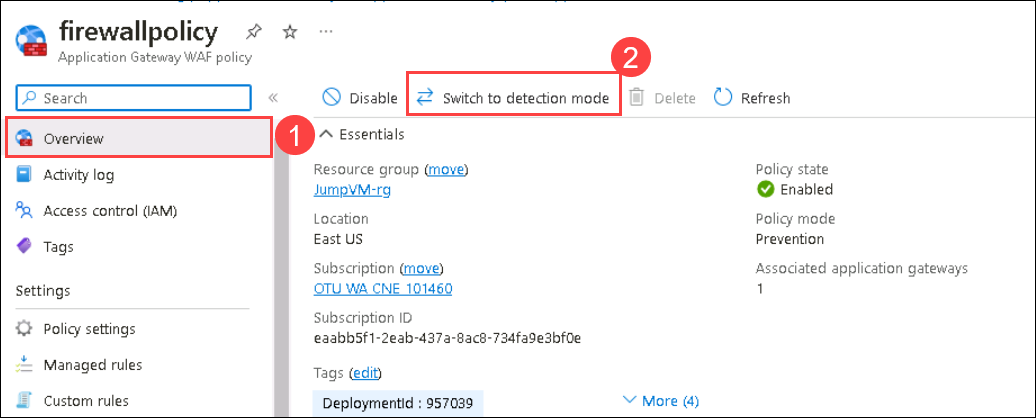 firewallpolicy
Application Gateway WAF policy
Search
Disable
Switch to detection mode
2
Delete
Refresh
Overview
1
Activity log
Access control (IAM)
Tags
Settings
Policy settings
Managed rules
Custom rules
Essentials
Resource group (move)
JumpVM-rg
Location
East US
Subscription (move)
OTU WA CNE 101460
Subscription ID
eaabb5f1-2eab-437a-8ac8-734fa9e3bf0e
Tags (edit)
DeploymentId : 957039
More (4)
Policy state
Enabled
Policy mode
Prevention
Associated application gateways
1